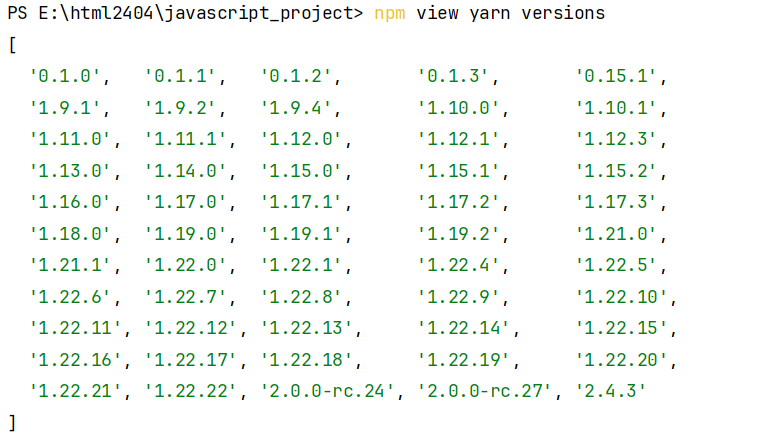 PS E:\html2404\javascript_project> npm view yarn versions
[
  '0.1.0',   '0.1.1',   '0.1.2',       '0.1.3',       '0.15.1',
  '1.9.1',   '1.9.2',   '1.9.4',       '1.10.0',      '1.10.1',
  '1.11.0',  '1.11.1',  '1.12.0',      '1.12.1',      '1.12.3',
  '1.13.0',  '1.14.0',  '1.15.0',      '1.15.1',      '1.15.2',
  '1.16.0',  '1.17.0',  '1.17.1',      '1.17.2',      '1.17.3',
  '1.18.0',  '1.19.0',  '1.19.1',      '1.19.2',      '1.21.0',
  '1.21.1',  '1.22.0',  '1.22.1',      '1.22.4',      '1.22.5',
  '1.22.6',  '1.22.7',  '1.22.8',      '1.22.9',      '1.22.10',
  '1.22.11', '1.22.12', '1.22.13',     '1.22.14',     '1.22.15',
  '1.22.16', '1.22.17', '1.22.18',     '1.22.19',     '1.22.20',
  '1.22.21', '1.22.22', '2.0.0-rc.24', '2.0.0-rc.27', '2.4.3'
]